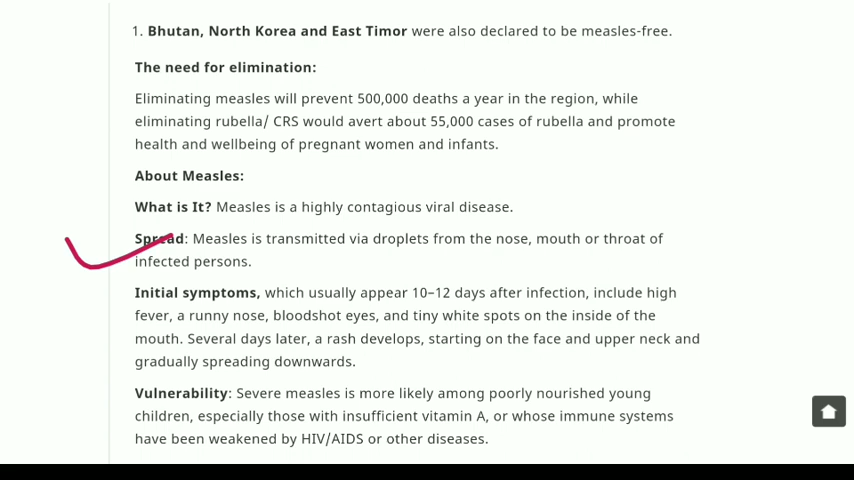 1. Bhutan, North Korea and East Timor were also declared to be measles-free.
The need for elimination:
Eliminating measles will prevent 500,000 deaths a year in the region, while
eliminating rubella/ CRS would avert about 55,000 cases of rubella and promote
health and wellbeing of pregnant women and infants.
About Measles:
What is It? Measles is a highly contagious viral disease.
Spread: Measles is transmitted via droplets from the nose, mouth or throat of
infected persons.
Initial symptoms, which usually appear 10–12 days after infection, include high
fever, a runny nose, bloodshot eyes, and tiny white spots on the inside of the
mouth. Several days later, a rash develops, starting on the face and upper neck and
gradually spreading downwards.
Vulnerability: Severe measles is more likely among poorly nourished young
children, especially those with insufficient vitamin A, or whose immune systems
have been weakened by HIV/AIDS or other diseases.